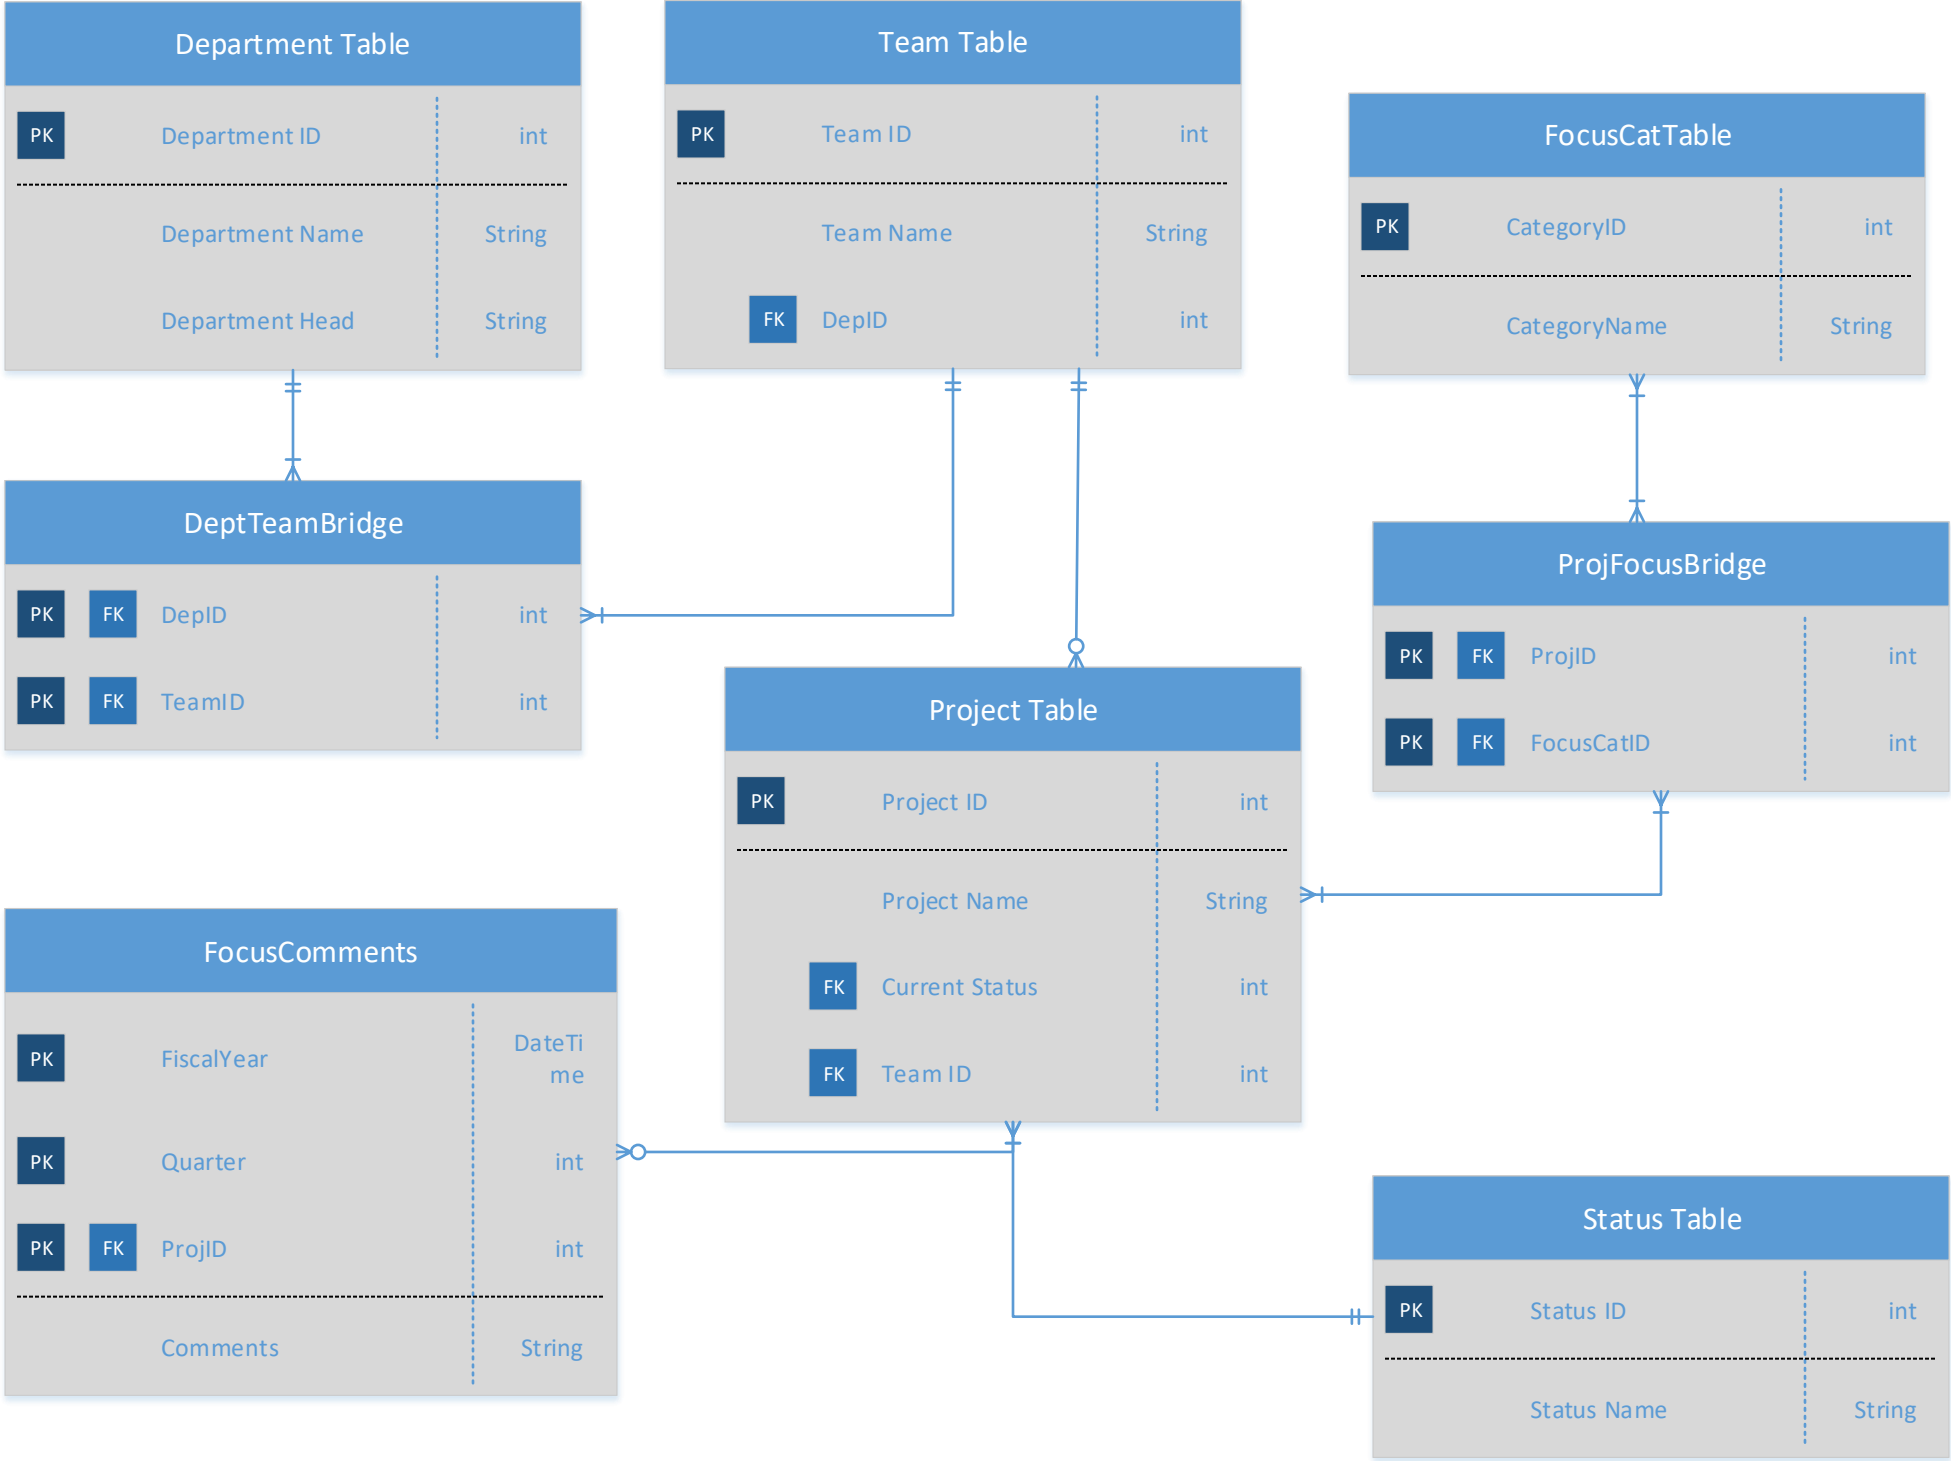 Department Table
PK Department ID int
Department Name String
Department Head String
Team Table
PK Team ID int
Team Name String
FK DepID int
FocusCatTable
PK CategoryID int
CategoryName String
DeptTeamBridge
PK FK DepID int
PK FK TeamID int
ProjFocusBridge
PK FK ProjID int
PK FK FocusCatID int
Project Table
PK Project ID int
Project Name String
FK Current Status int
FK Team ID int
FocusComments
PK FiscalYear DateTi
me
PK Quarter int
PK FK ProjID int
Comments String
Status Table
PK Status ID int
Status Name String